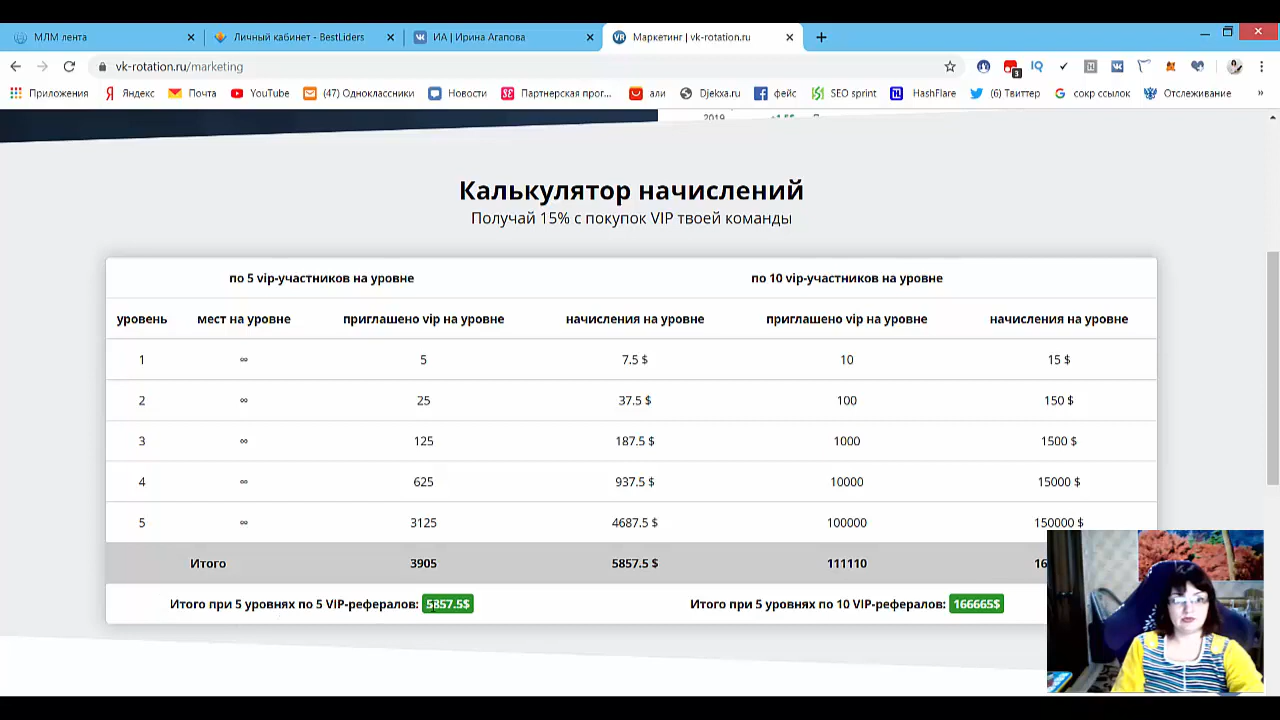 МЛМ лента
Личный кабинет - BestLiders
ИА | Ирина Агапова
Маркетинг | vk-rotation.ru
vk-rotation.ru/marketing
3
Приложения
Яндекс
Почта
YouTube
(47) Одноклассники
Новости
Партнерская прог...
али
Djekxa.ru
фейс
SEO sprint
HashFlare
(6) Твиттер
сокр ссылок
Отслеживание
2019
Калькулятор начислений
Получай 15% с покупок VIP твоей команды
по 5 vip-участников на уровне по 10 vip-участников на уровне
уровень мест на уровне приглашено vip на уровне начисления на уровне приглашено vip на уровне начисления на уровне
1 ∞ 5 7.5 $ 10 15 $
2 ∞ 25 37.5 $ 100 150 $
3 ∞ 125 187.5 $ 1000 1500 $
4 ∞ 625 937.5 $ 10000 15000 $
5 ∞ 3125 4687.5 $ 100000 150000 $
Итого 3905 5857.5 $ 111110
Итого при 5 уровнях по 5 VIP-рефералов: 5857.5$ Итого при 5 уровнях по 10 VIP-рефералов: 166665$